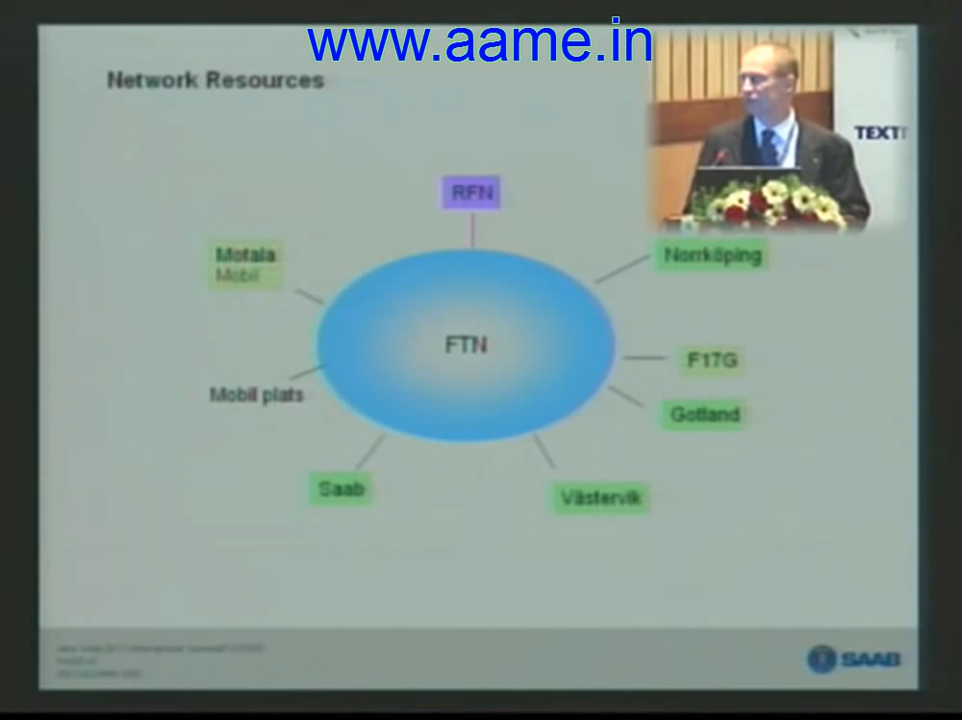 www.aame.in
Network Resources
TEXT
RFN
Motala
Mobil
Norrköping
FTN
F17G
Mobil plats
Gotland
Saab
Västervik
SAAB